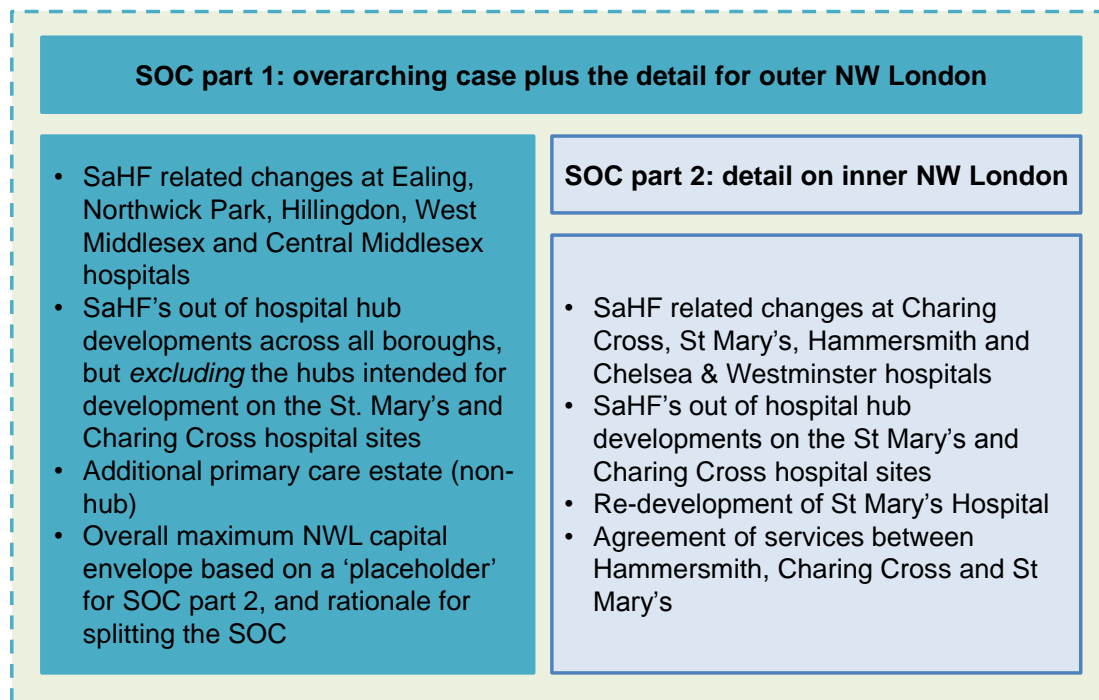 SOC part 1: overarching case plus the detail for outer NW London
• SaHF related changes at Ealing,
Northwick Park, Hillingdon, West
Middlesex and Central Middlesex
hospitals
• SaHF’s out of hospital hub
developments across all boroughs,
but excluding the hubs intended for
development on the St. Mary’s and
Charing Cross hospital sites
• Additional primary care estate (non-
hub)
• Overall maximum NWL capital
envelope based on a ‘placeholder’
for SOC part 2, and rationale for
splitting the SOC
SOC part 2: detail on inner NW London
• SaHF related changes at Charing
Cross, St Mary’s, Hammersmith and
Chelsea & Westminster hospitals
• SaHF’s out of hospital hub
developments on the St Mary’s and
Charing Cross hospital sites
• Re-development of St Mary’s Hospital
• Agreement of services between
Hammersmith, Charing Cross and St
Mary’s